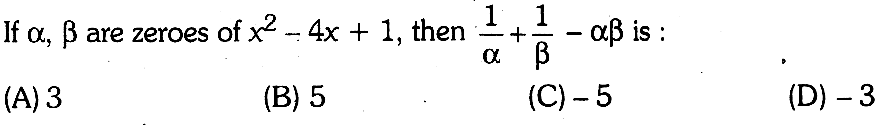 If α, β are zeroes of x² – 4x + 1, then 1/α + 1/β – αβ is :
(A) 3 (B) 5 (C) – 5 (D) – 3